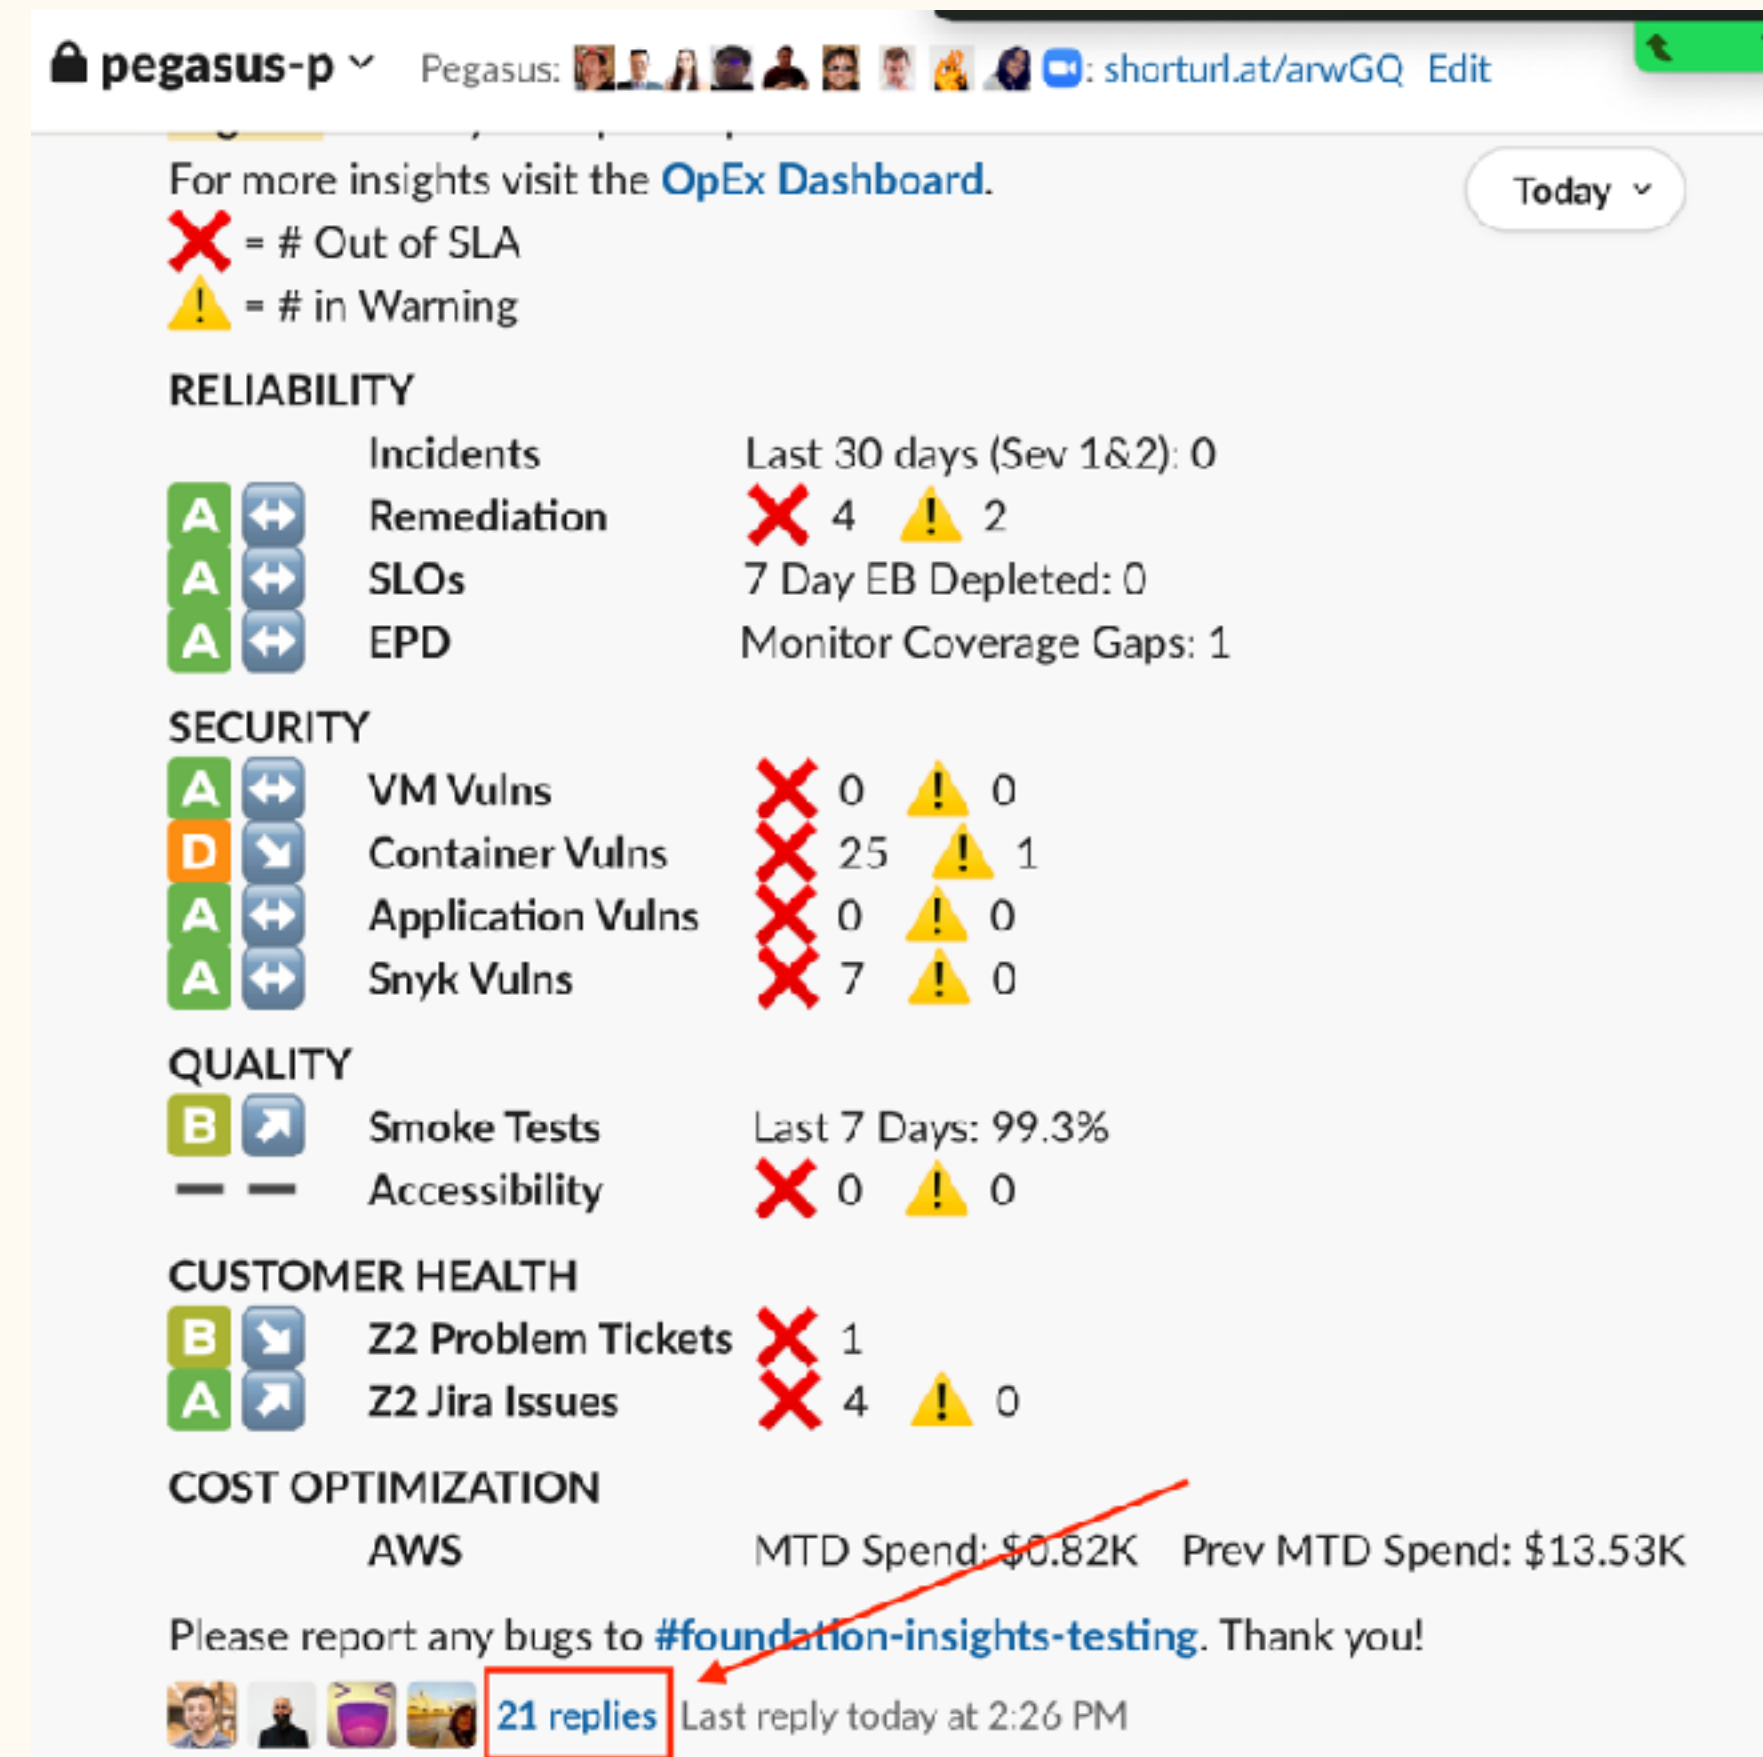 pegasus-p Pegasus: : shorturl.at/arwGQ Edit
For more insights visit the OpEx Dashboard.
Today
= # Out of SLA
= # in Warning
RELIABILITY
Incidents Last 30 days (Sev 1&2): 0
A Remediation 4 2
A SLOs 7 Day EB Depleted: 0
A EPD Monitor Coverage Gaps: 1
SECURITY
A VM Vulns 0 0
D Container Vulns 25 1
A Application Vulns 0 0
A Snyk Vulns 7 0
QUALITY
B Smoke Tests Last 7 Days: 99.3%
Accessibility 0 0
CUSTOMER HEALTH
B Z2 Problem Tickets 1
A Z2 Jira Issues 4 0
COST OPTIMIZATION
AWS MTD Spend: $0.82K Prev MTD Spend: $13.53K
Please report any bugs to #foundation-insights-testing. Thank you!
21 replies Last reply today at 2:26 PM